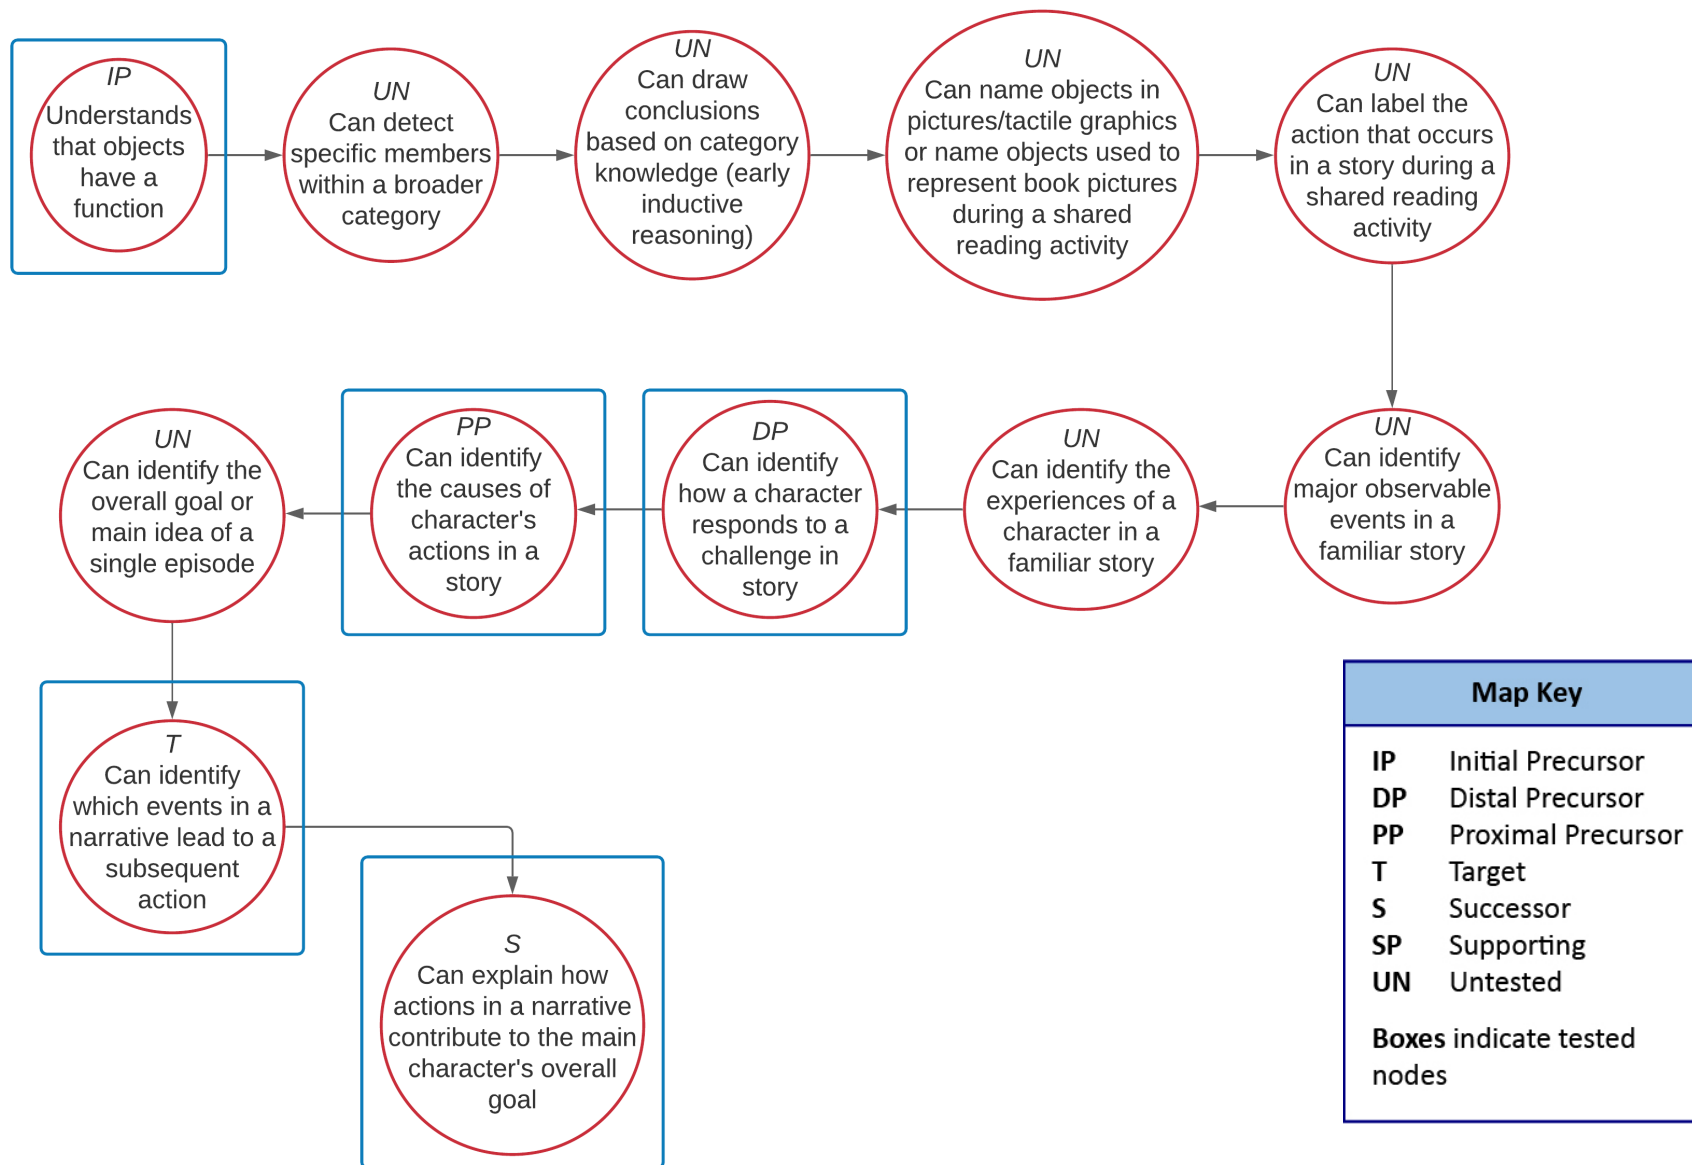 IP
Understands
that objects
have a
function
UN
Can detect
specific members
within a broader
category
UN
Can draw
conclusions
based on category
knowledge (early
inductive
reasoning)
UN
Can name objects in
pictures/tactile graphics
or name objects used to
represent book pictures
during a shared
reading activity
UN
Can label the
action that occurs
in a story during a
shared reading
activity
UN
Can identify
major observable
events in a
familiar story
UN
Can identify the
experiences of a
character in a
familiar story
DP
Can identify
how a character
responds to a
challenge in
story
PP
Can identify
the causes of
character's
actions in a
story
UN
Can identify the
overall goal or
main idea of a
single episode
T
Can identify
which events in a
narrative lead to a
subsequent
action
S
Can explain how
actions in a narrative
contribute to the main
character's overall
goal
Map Key
IP Initial Precursor
DP Distal Precursor
PP Proximal Precursor
T Target
S Successor
SP Supporting
UN Untested
Boxes indicate tested
nodes